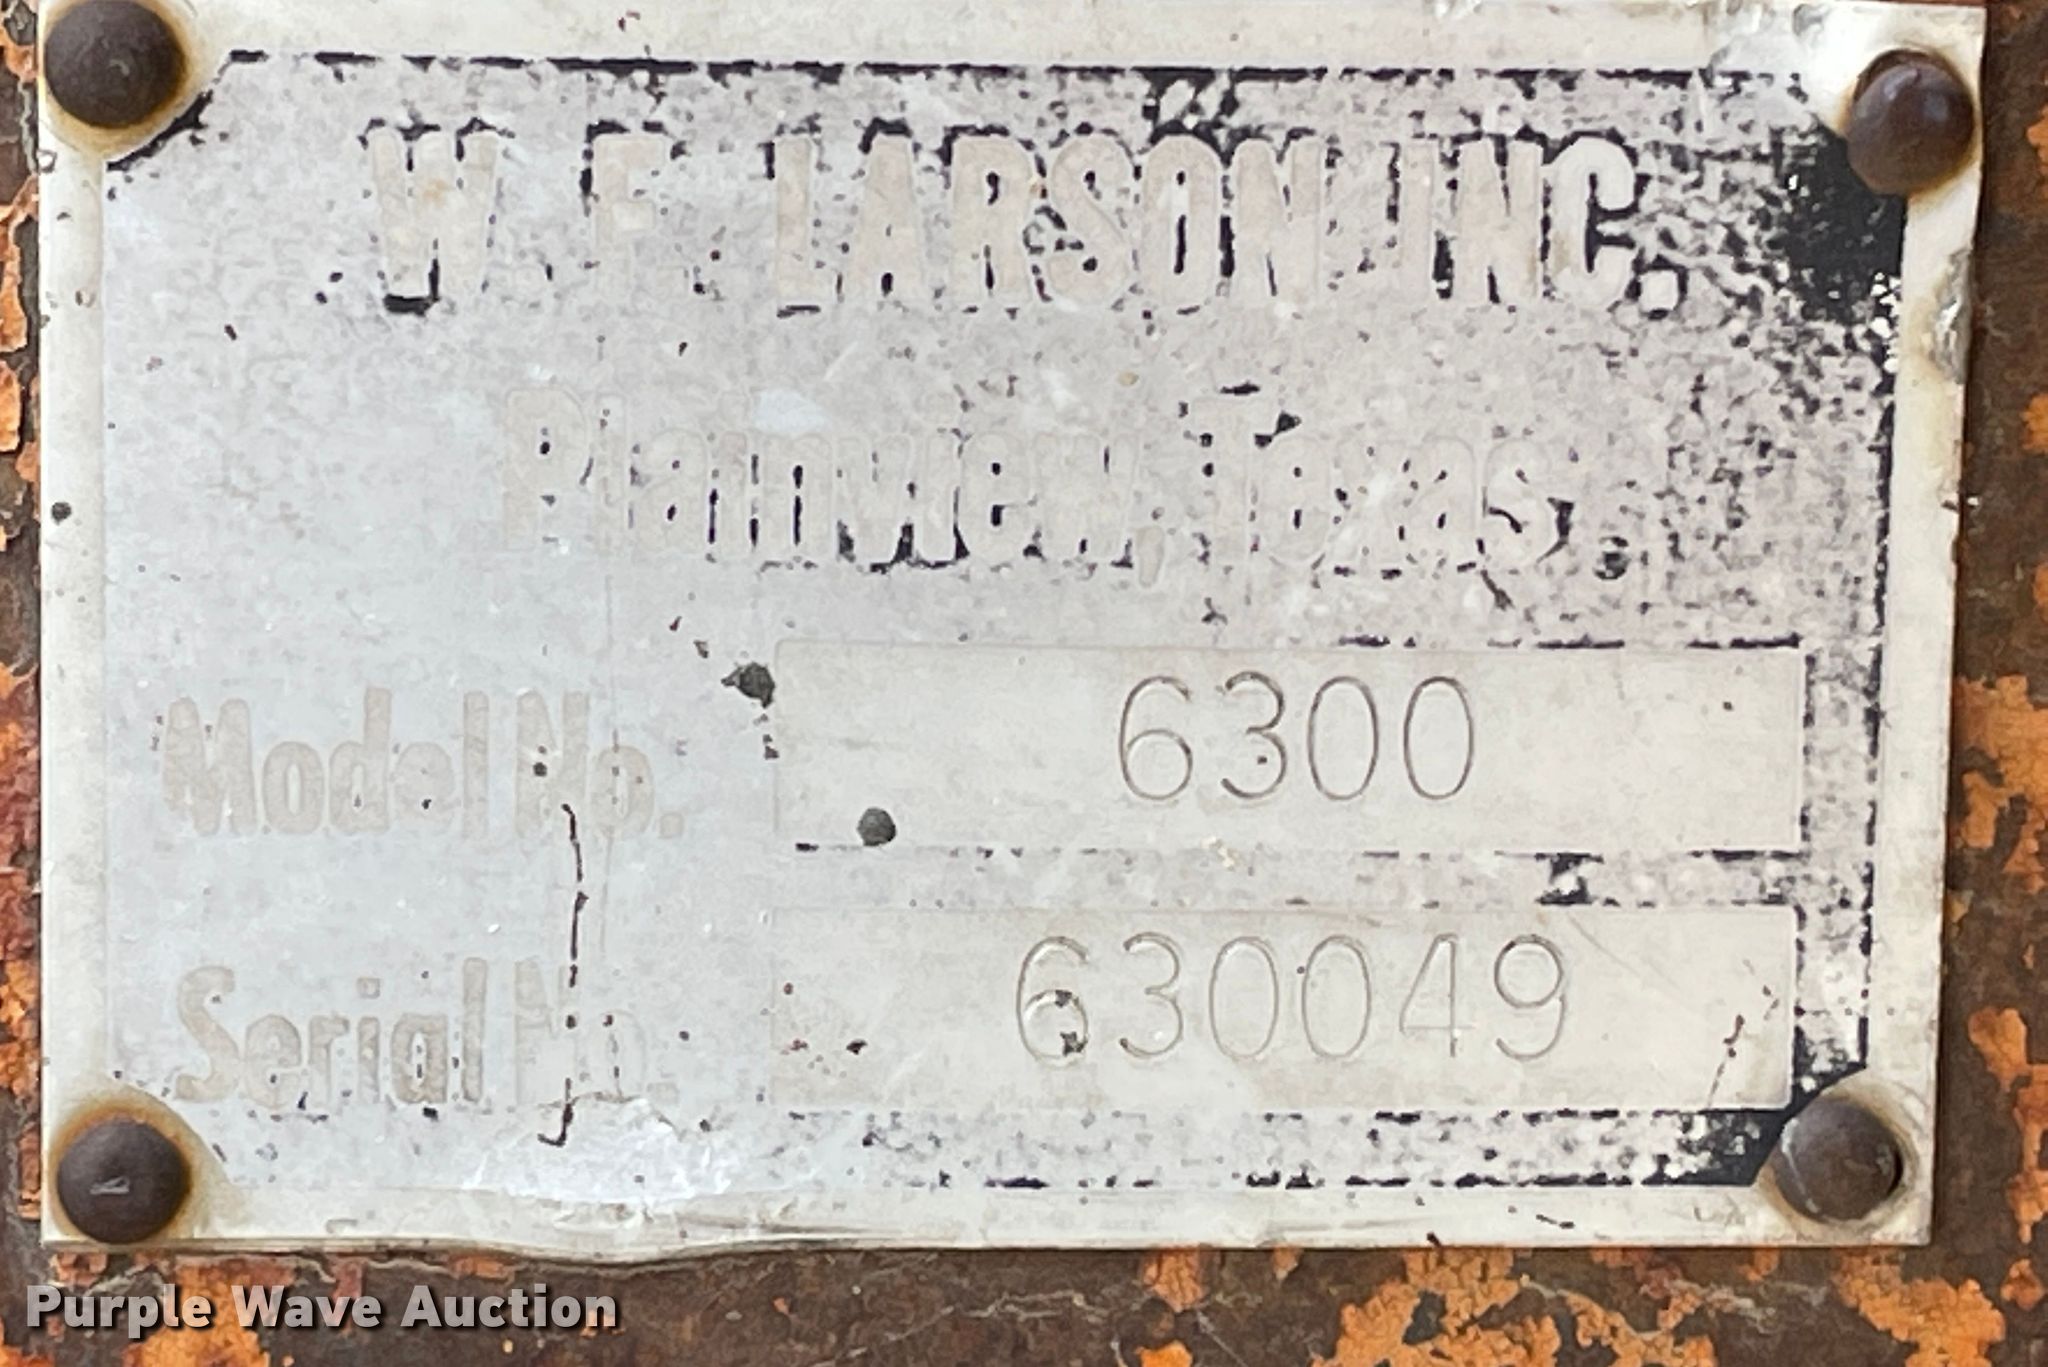 W. F. LARSON, INC.
Plainview, Texas
Model No. 6300
Serial No. 630049
Purple Wave Auction